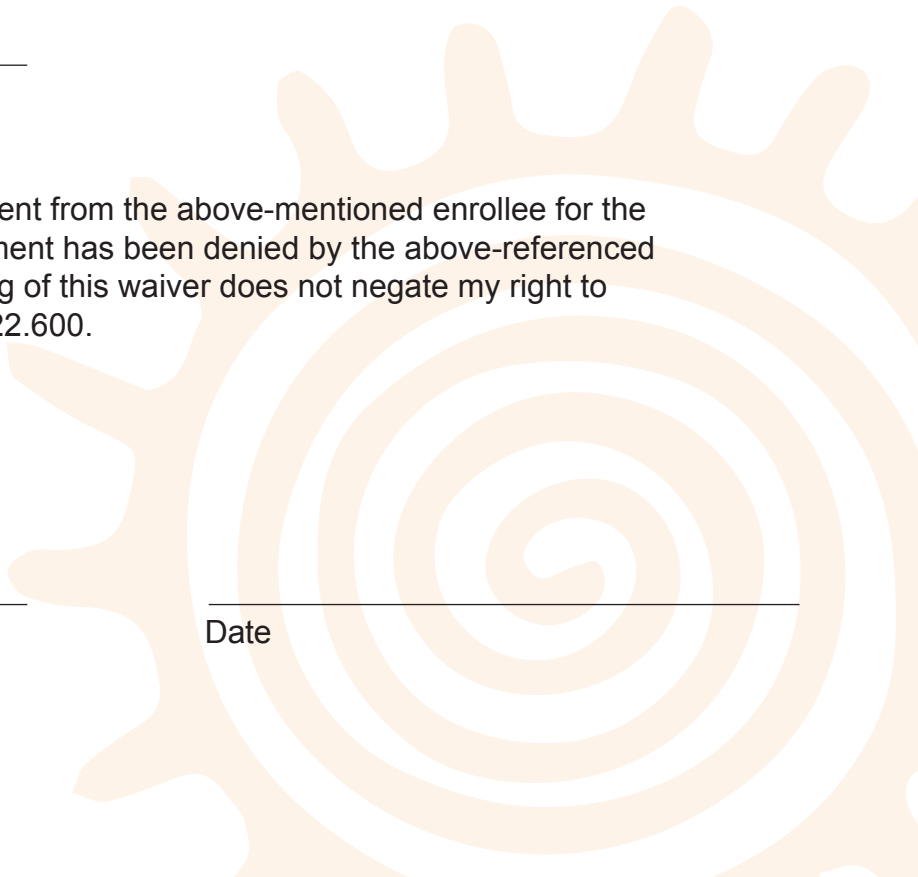 ent from the above-mentioned enrollee for the
ment has been denied by the above-referenced
g of this waiver does not negate my right to
22.600.
Date